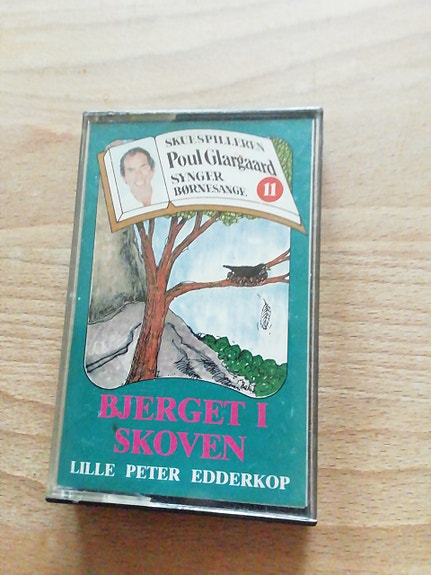 SKUESPILLEREN
Poul Glargaard
SYNGER
BØRNESANGE
11
BJERGET I
SKOVEN
LILLE PETER EDDERKOP